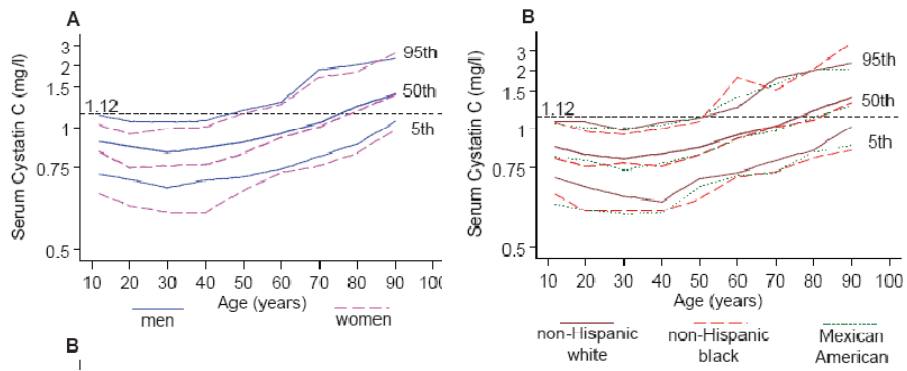 A
Serum Cystatin C (mg/l)
3
2
1.5
1.12
1
0.75
0.5
95th
50th
5th
10 20 30 40 50 60 70 80 90 100
Age (years)
men women
B
Serum Cystatin C (mg/l)
3
2
1.5
1.12
1
0.75
0.5
95th
50th
5th
10 20 30 40 50 60 70 80 90 100
Age (years)
non-Hispanic white
non-Hispanic black
Mexican American
B